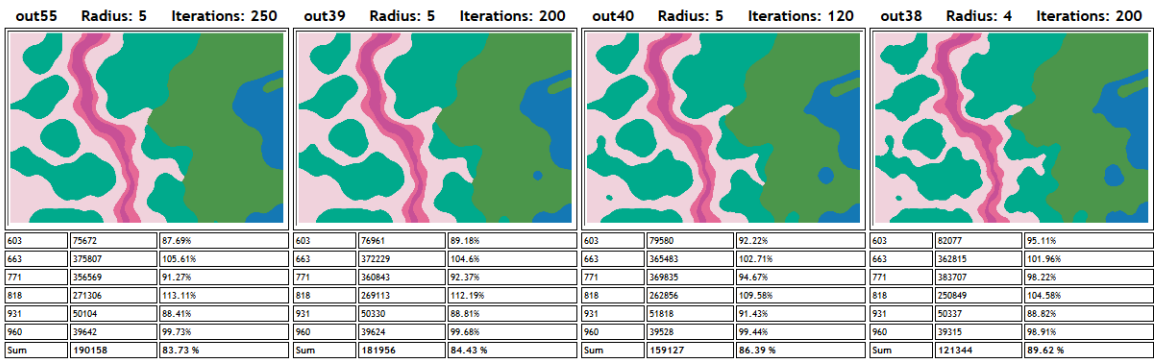 out55 Radius: 5 Iterations: 250 out39 Radius: 5 Iterations: 200 out40 Radius: 5 Iterations: 120 out38 Radius: 4 Iterations: 200
603 75672 87.69% 603 76961 89.18% 603 79580 92.22% 603 82077 95.11%
663 375807 105.61% 663 372229 104.6% 663 365483 102.71% 663 362815 101.96%
771 356569 91.27% 771 360843 92.37% 771 369835 94.67% 771 383707 98.22%
818 271306 113.11% 818 269113 112.19% 818 262856 109.58% 818 250849 104.58%
931 50104 88.41% 931 50330 88.81% 931 51818 91.43% 931 50337 88.82%
960 39642 99.73% 960 39624 99.68% 960 39528 99.44% 960 39315 98.91%
Sum 190158 83.73 % Sum 181956 84.43 % Sum 159127 86.39 % Sum 121344 89.62 %